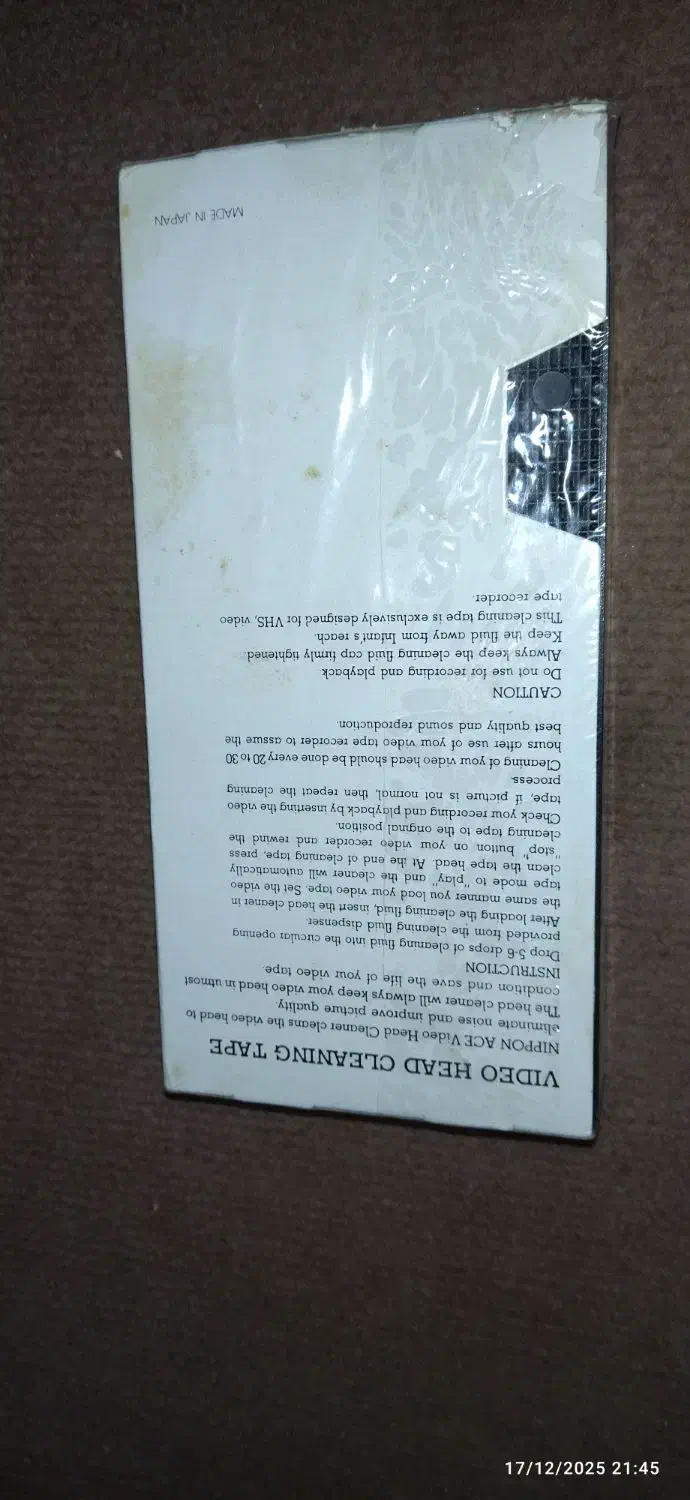 VIDEO HEAD CLEANING TAPE
NIPPON ACE Video Head Cleaner cleans the video head to
eliminate noise and improve picture quality.
The head cleaner will always keep your video head in utmost
condition and save the life of your video tape.
INSTRUCTION
Drop 5-6 drops of cleaning fluid into the circular opening
provided from the cleaning fluid dispenser.
After loading the cleaning fluid, insert the head cleaner in
the same manner you load your video tape. Set the video
tape mode to "play" and the cleaner will automatically
clean the tape head. At the end of cleaning tape, press
"stop", button on your video recorder and rewind the
cleaning tape to the original position.
Check your recording and playback by inserting the video
tape, if picture is not normal, then repeat the cleaning
process.
Cleaning of your video head should be done every 20 to 30
hours after use of your video tape recorder to assure the
best quality and sound reproduction.
CAUTION
Do not use for recording and playback
Always keep the cleaning fluid cap firmly tightened.
Keep the fluid away from Infant's reach.
This cleaning tape is exclusively designed for VHS, video
tape recorder.
MADE IN JAPAN
17/12/2025 21:45